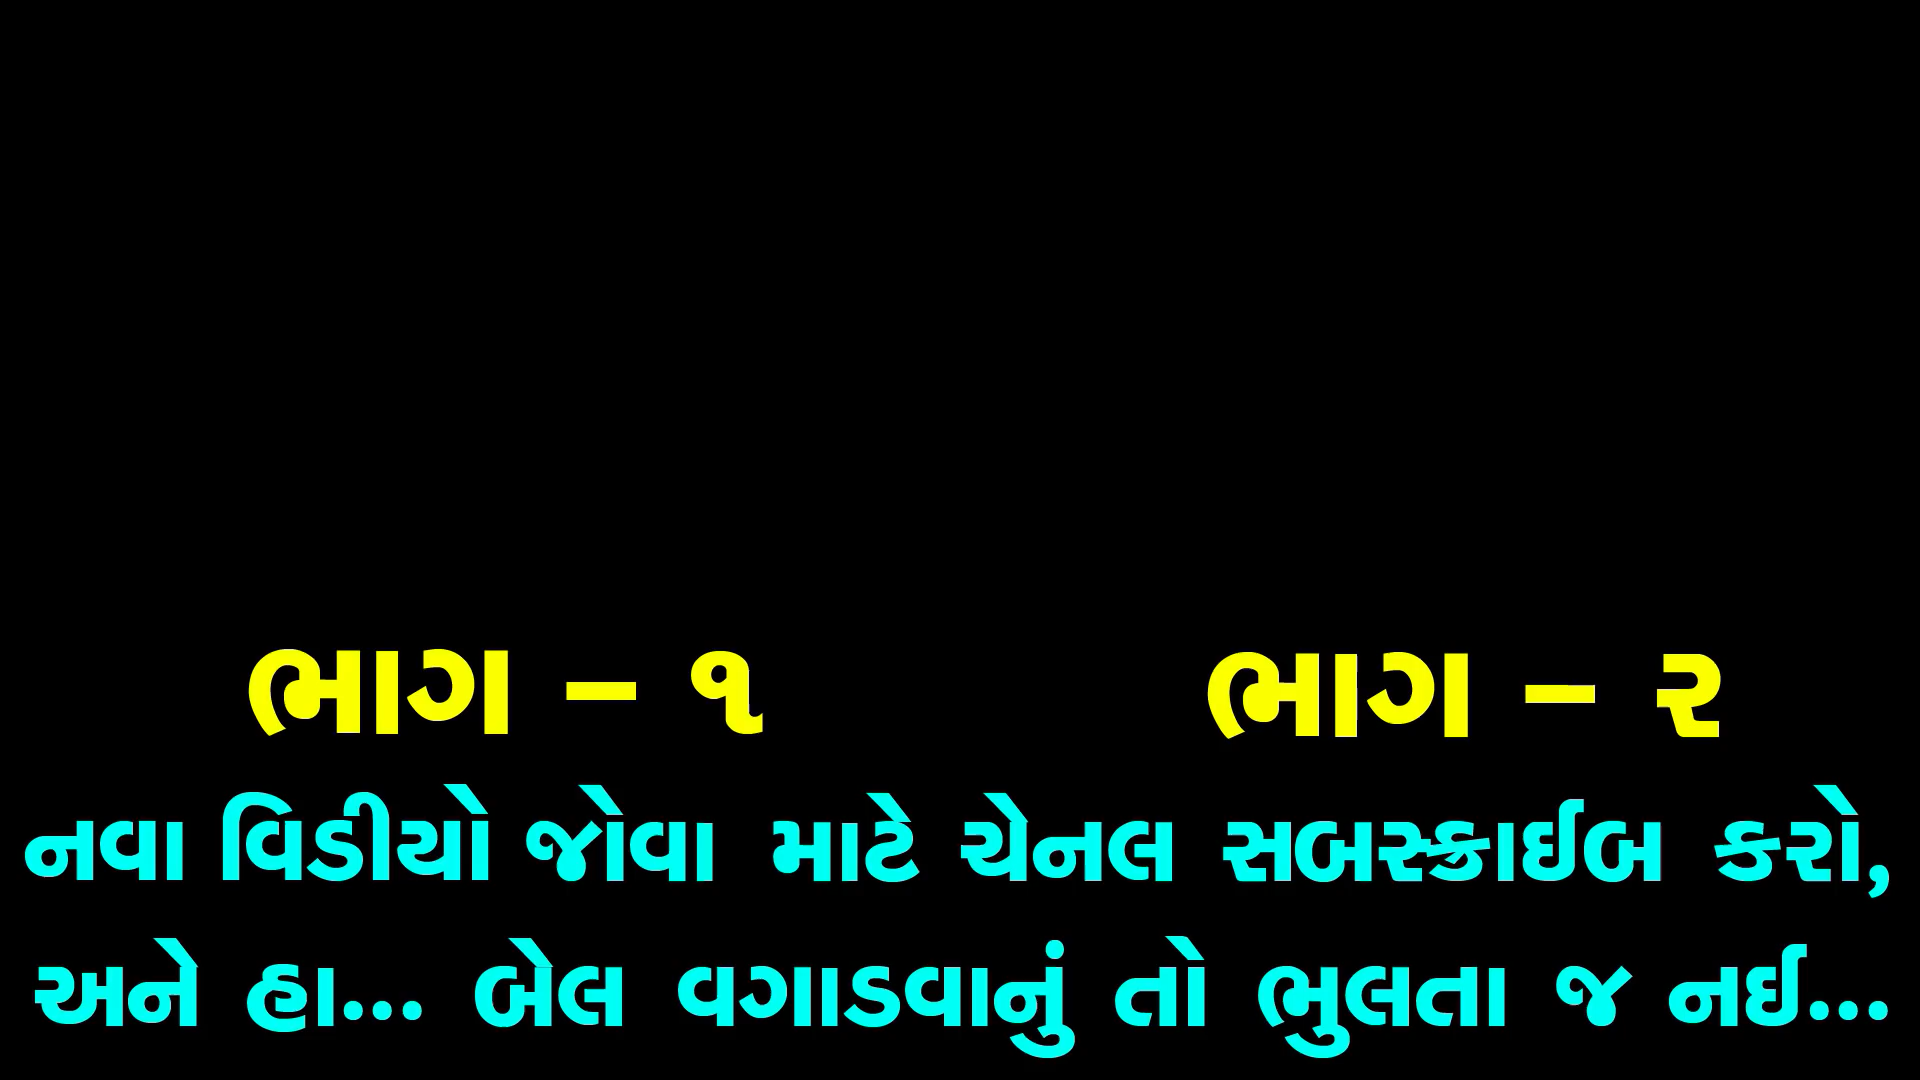 ભાગ – ૧ ભાગ – ૨
નવા વિડીયો જોવા માટે ચેનલ સબસ્ક્રાઈબ કરો,
અને હા... બેલ વગાડવાનું તો ભુલતા જ નઈ...